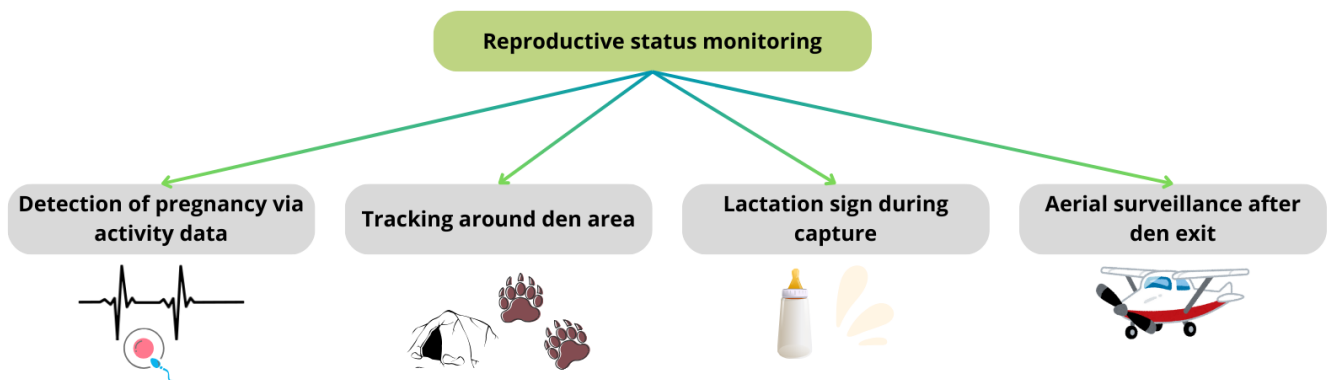 Reproductive status monitoring
Detection of pregnancy via
activity data
Tracking around den area
Lactation sign during
capture
Aerial surveillance after
den exit